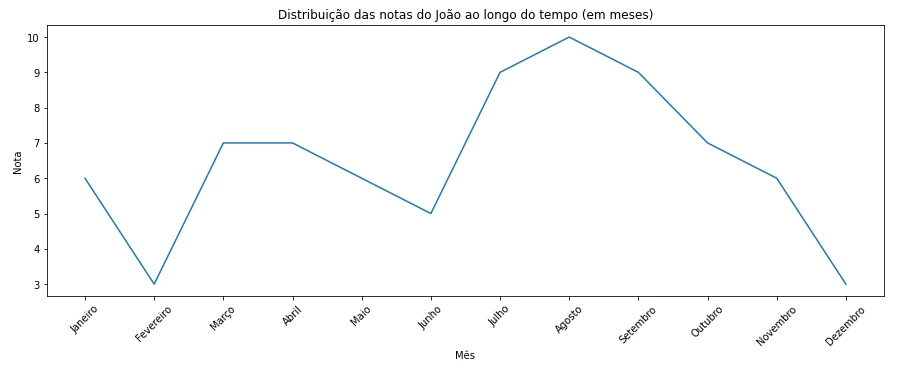 Distribuição das notas do João ao longo do tempo (em meses)
10
9
8
7
6
5
4
3
Nota
Janeiro
Fevereiro
Março
Abril
Maio
Junho
Julho
Agosto
Setembro
Outubro
Novembro
Dezembro
Mês